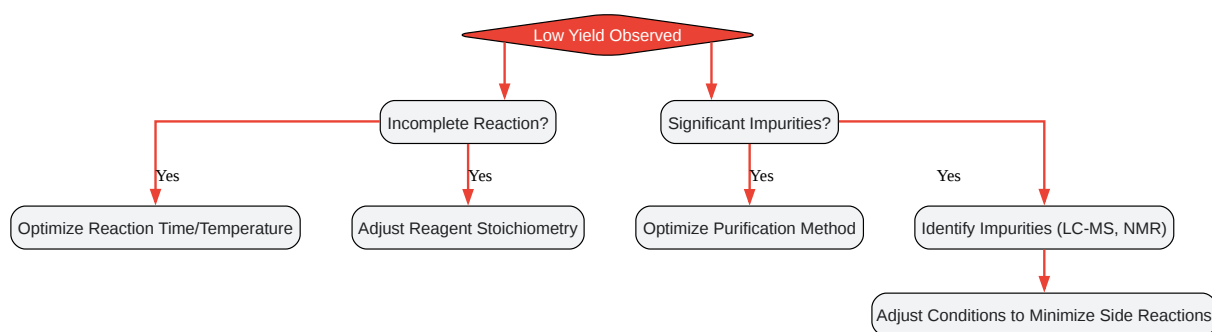 Low Yield Observed
Incomplete Reaction?
Significant Impurities?
Yes
Yes
Yes
Yes
Optimize Reaction Time/Temperature
Adjust Reagent Stoichiometry
Optimize Purification Method
Identify Impurities (LC-MS, NMR)
Adjust Conditions to Minimize Side Reactions